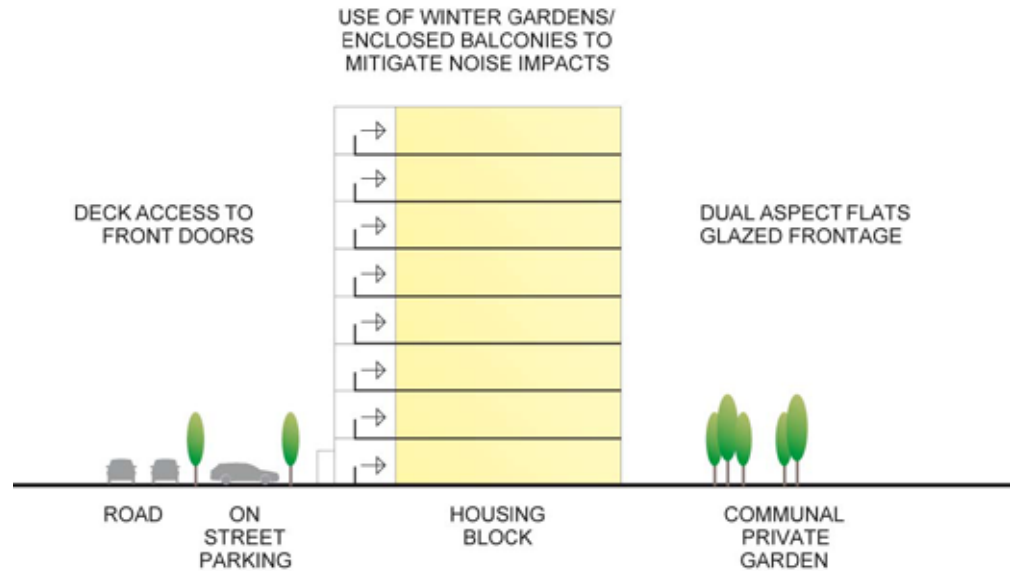 USE OF WINTER GARDENS/
ENCLOSED BALCONIES TO
MITIGATE NOISE IMPACTS
DECK ACCESS TO
FRONT DOORS
DUAL ASPECT FLATS
GLAZED FRONTAGE
ROAD
ON
STREET
PARKING
HOUSING
BLOCK
COMMUNAL
PRIVATE
GARDEN